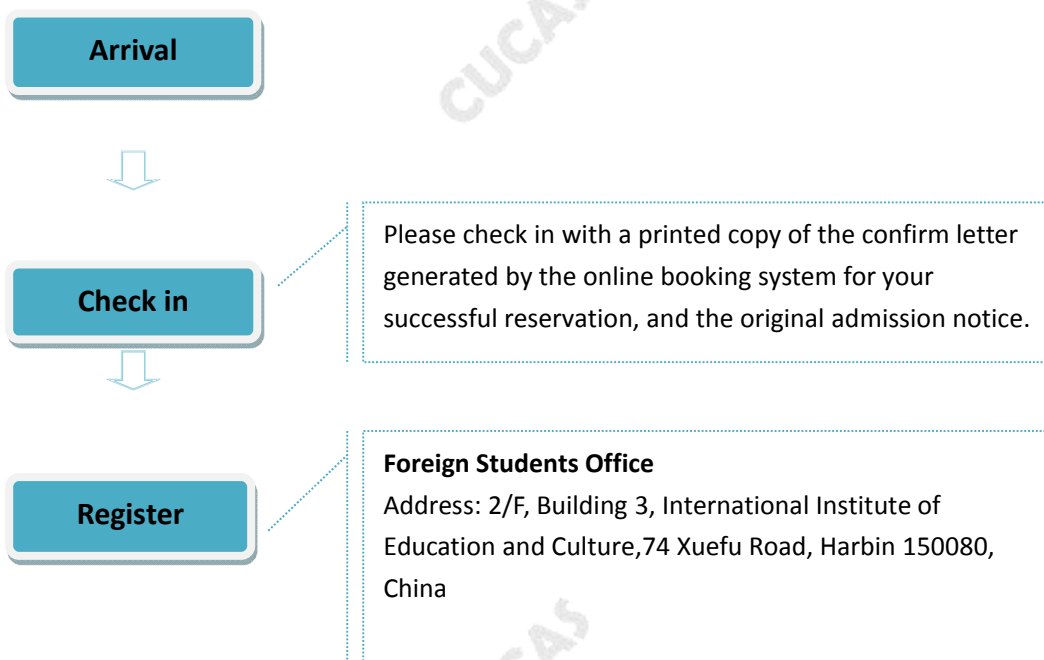 Arrival
CUCAS
Please check in with a printed copy of the confirm letter
generated by the online booking system for your
successful reservation, and the original admission notice.
Check in
Foreign Students Office
Address: 2/F, Building 3, International Institute of
Education and Culture,74 Xuefu Road, Harbin 150080,
China
Register
CUCAS